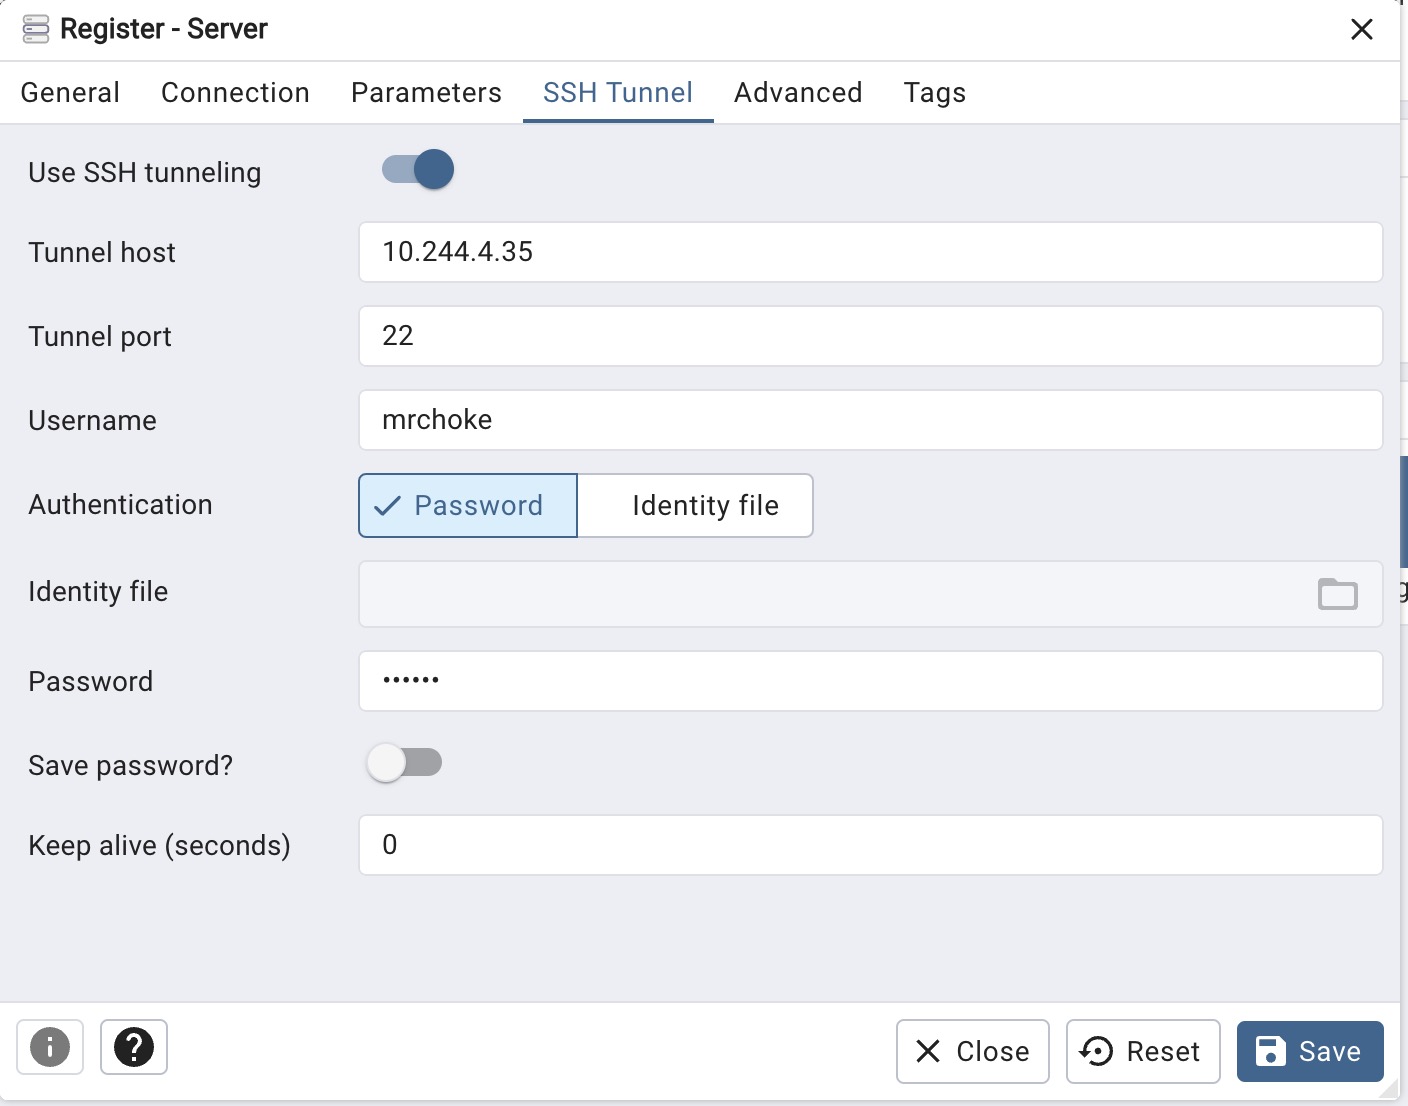 Register - Server
General Connection Parameters SSH Tunnel Advanced Tags
Use SSH tunneling
Tunnel host 10.244.4.35
Tunnel port 22
Username mrchoke
Authentication Password Identity file
Identity file
Password ••••••
Save password?
Keep alive (seconds) 0
Close Reset Save